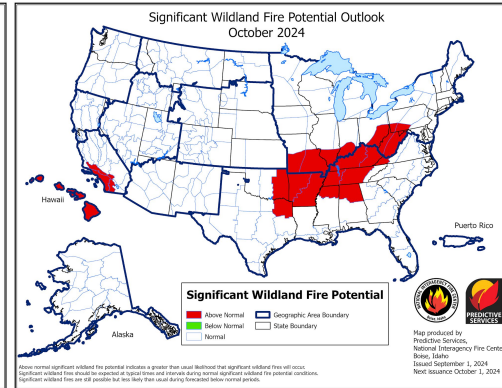 Significant Wildland Fire Potential Outlook
October 2024
Hawaii
Puerto Rico
Alaska
Significant Wildland Fire Potential
Above Normal
Below Normal
Normal
Geographic Area Boundary
State Boundary
PREDICTIVE
SERVICES
Map produced by
Predictive Services,
National Interagency Fire Cente
Boise, Idaho
Issued September 1, 2024
Next issuance October 1, 2024
Above normal significant wildland fire potential indicates a greater than usual likelihood that significant wildland fires will occur.
Significant wildland fires should be expected at typical times and intervals during normal significant wildland fire potential conditions.
Significant wildland fires are still possible but less likely than usual during forecasted below normal periods.